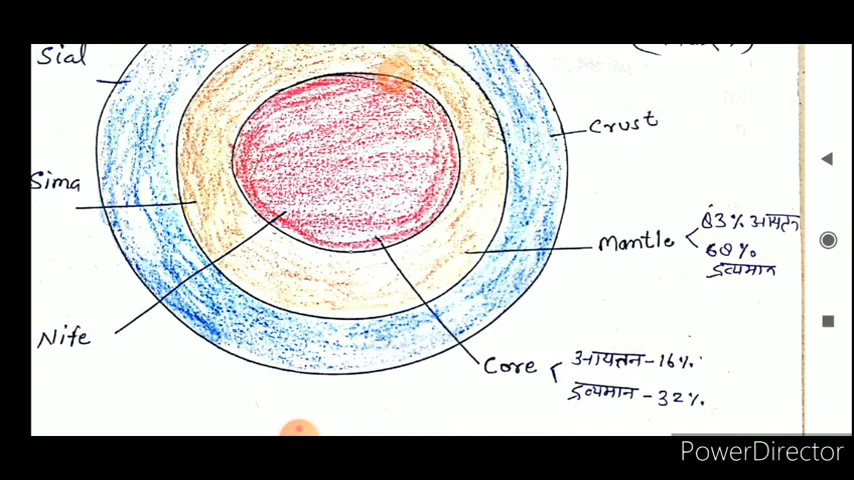 Sial
Crust
Sima
Mantle
83% आयतन
68%
द्रव्यमान
Nife
Core
आयतन - 16%
द्रव्यमान - 32%
PowerDirector